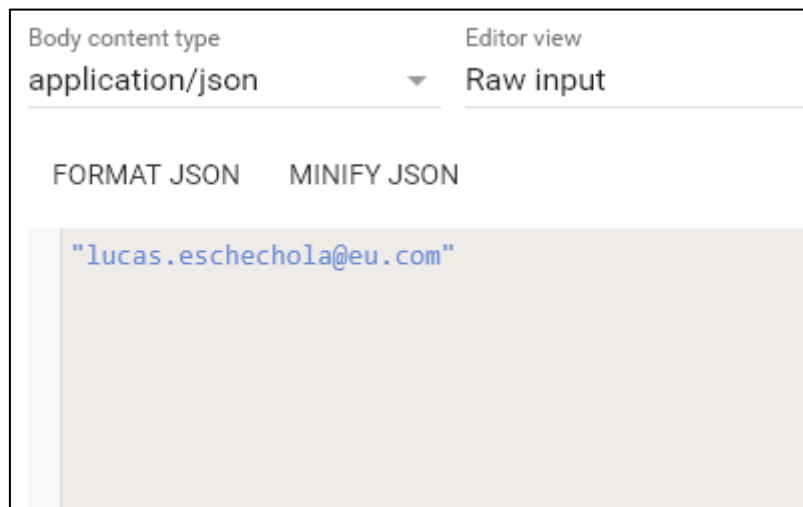 Body content type
Editor view
application/json
Raw input
FORMAT JSON
MINIFY JSON
"lucas.eschechola@eu.com"